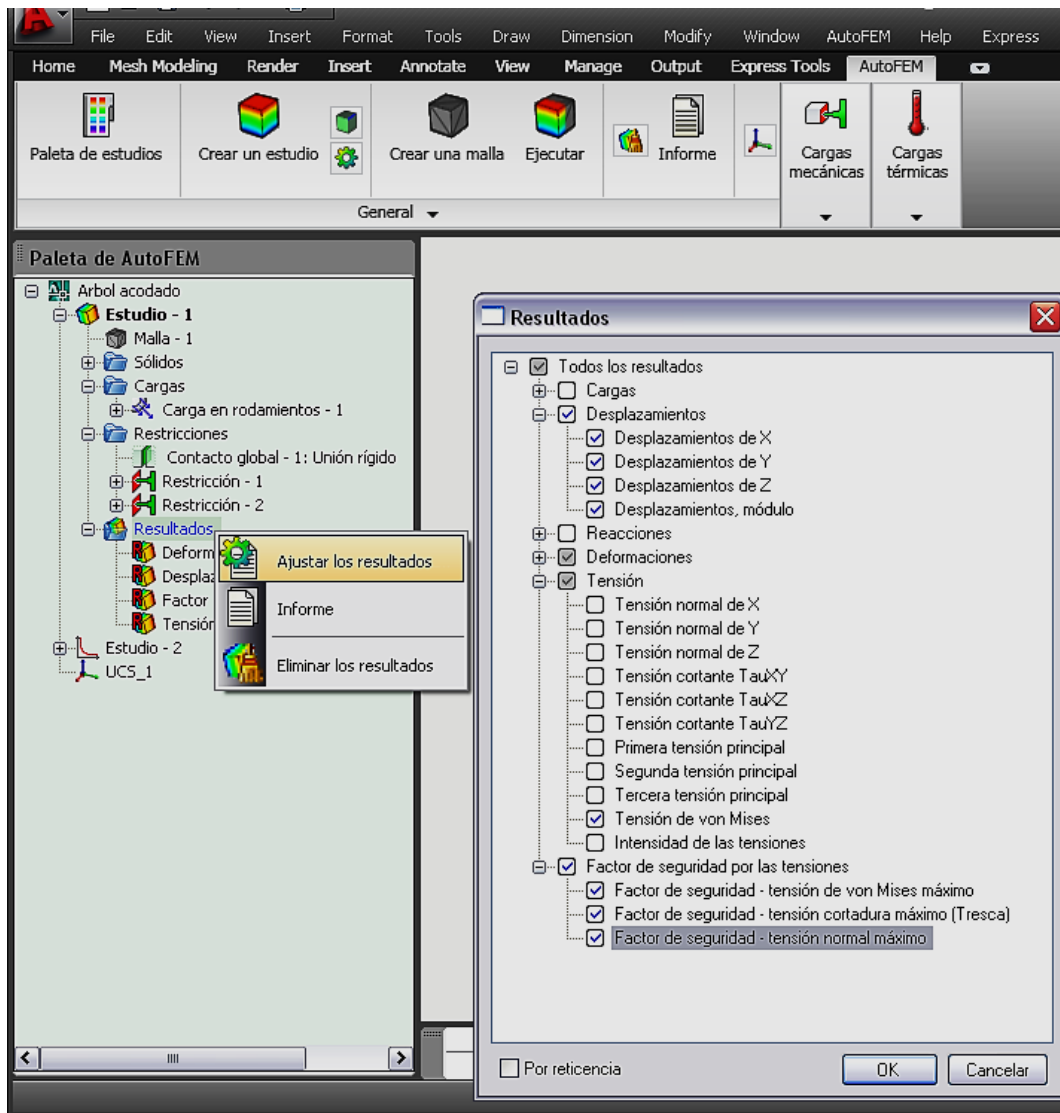 File Edit View Insert Format Tools Draw Dimension Modify Window AutoFEM Help Express
Home Mesh Modeling Render Insert Annotate View Manage Output Express Tools AutoFEM
Paleta de estudios
Crear un estudio
Crear una malla
Ejecutar
Informe
Cargas mecánicas
Cargas térmicas
General
Paleta de AutoFEM
Arbol acodado
Estudio - 1
Malla - 1
Sólidos
Cargas
Carga en rodamientos - 1
Restricciones
Contacto global - 1: Unión rígido
Restricción - 1
Restricción - 2
Resultados
Deform
Despla
Factor
Tensión
Estudio - 2
UCS_1
Ajustar los resultados
Informe
Eliminar los resultados
Resultados
Todos los resultados
Cargas
Desplazamientos
Desplazamientos de X
Desplazamientos de Y
Desplazamientos de Z
Desplazamientos, módulo
Reacciones
Deformaciones
Tensión
Tensión normal de X
Tensión normal de Y
Tensión normal de Z
Tensión cortante TauXY
Tensión cortante TauXZ
Tensión cortante TauYZ
Primera tensión principal
Segunda tensión principal
Tercera tensión principal
Tensión de von Mises
Intensidad de las tensiones
Factor de seguridad por las tensiones
Factor de seguridad - tensión de von Mises máximo
Factor de seguridad - tensión cortadura máximo (Tresca)
Factor de seguridad - tensión normal máximo
Por reticencia
OK
Cancelar